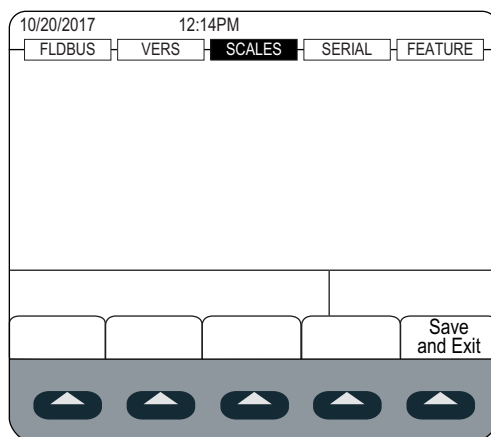 10/20/2017 12:14PM
FLDBUS VERS SCALES SERIAL FEATURE
Save
and Exit